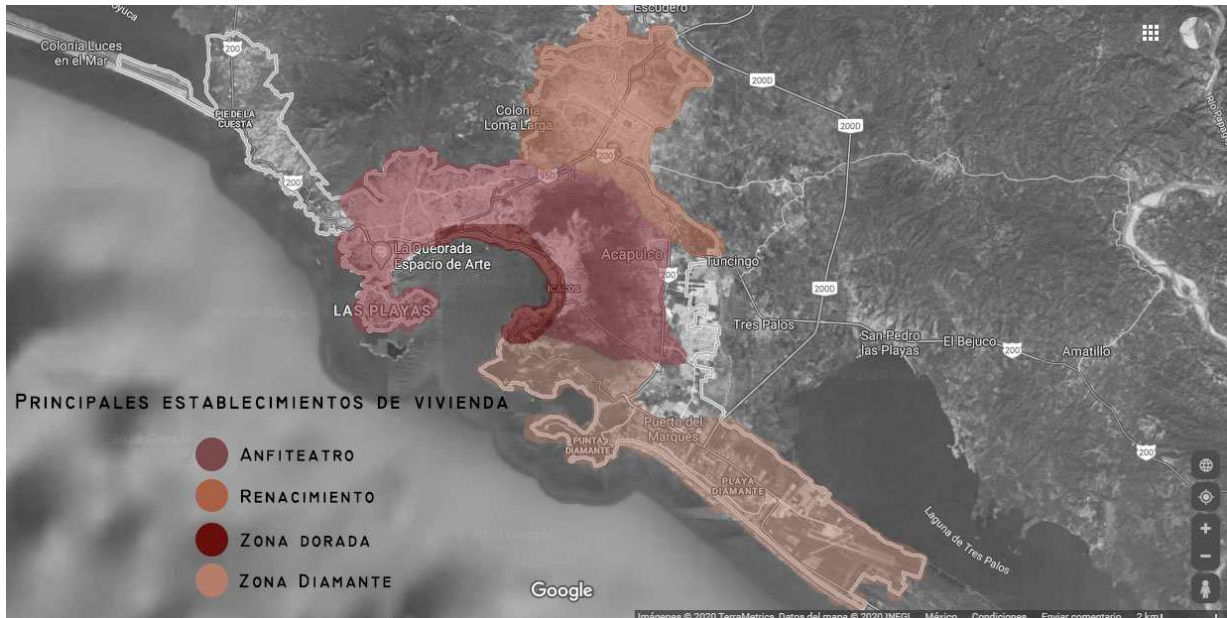 Escudero
Colonia Luces
en el Mar
200
200D
PIE DE LA
CUESTA
Colonia
Loma Larga
200D
200
200
95D
La Quebrada
Espacio de Arte
Acapulco
Tuncingo
200
ICACOS
200D
LAS PLAYAS
Tres Palos
San Pedro
las Playas
El Bejuco
200
Amatillo
PRINCIPALES ESTABLECIMIENTOS DE VIVIENDA
Puerto del
Marqués
PUNTA
DIAMANTE
200
ANFITEATRO
PLAYA
DIAMANTE
RENACIMIENTO
ZONA DORADA
Laguna de Tres Palos
ZONA DIAMANTE
Google
Imágenes © 2020 TerraMetrics, Datos del mapa © 2020 INEGI México Condiciones Enviar comentario 2 km